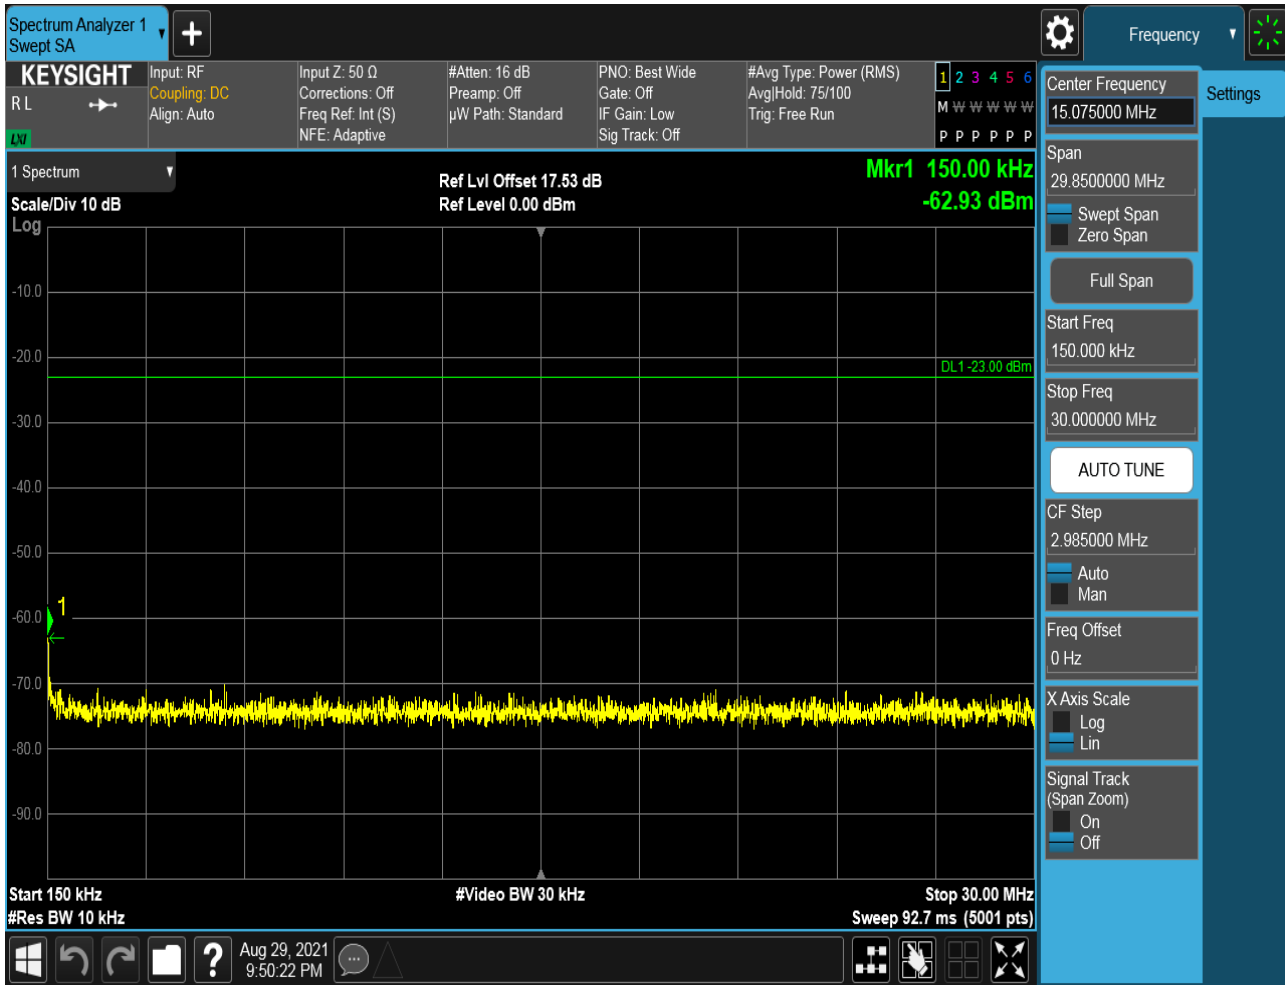 Spectrum Analyzer 1
Swept SA
+
Frequency
KEYSIGHT
R L
LXI
Input: RF
Coupling: DC
Align: Auto
Input Z: 50 Ω
Corrections: Off
Freq Ref: Int (S)
NFE: Adaptive
#Atten: 16 dB
Preamp: Off
µW Path: Standard
PNO: Best Wide
Gate: Off
IF Gain: Low
Sig Track: Off
#Avg Type: Power (RMS)
Avg|Hold: 75/100
Trig: Free Run
1 2 3 4 5 6
M W W W W W
P P P P P P
1 Spectrum
Scale/Div 10 dB
Log
Ref Lvl Offset 17.53 dB
Ref Level 0.00 dBm
Mkr1 150.00 kHz
-62.93 dBm
-10.0
-20.0
DL1 -23.00 dBm
-30.0
-40.0
-50.0
-60.0
1
-70.0
-80.0
-90.0
Start 150 kHz
#Res BW 10 kHz
#Video BW 30 kHz
Stop 30.00 MHz
Sweep 92.7 ms (5001 pts)
Center Frequency
15.075000 MHz
Settings
Span
29.8500000 MHz
Swept Span
Zero Span
Full Span
Start Freq
150.000 kHz
Stop Freq
30.000000 MHz
AUTO TUNE
CF Step
2.985000 MHz
Auto
Man
Freq Offset
0 Hz
X Axis Scale
Log
Lin
Signal Track
(Span Zoom)
On
Off
?
Aug 29, 2021
9:50:22 PM